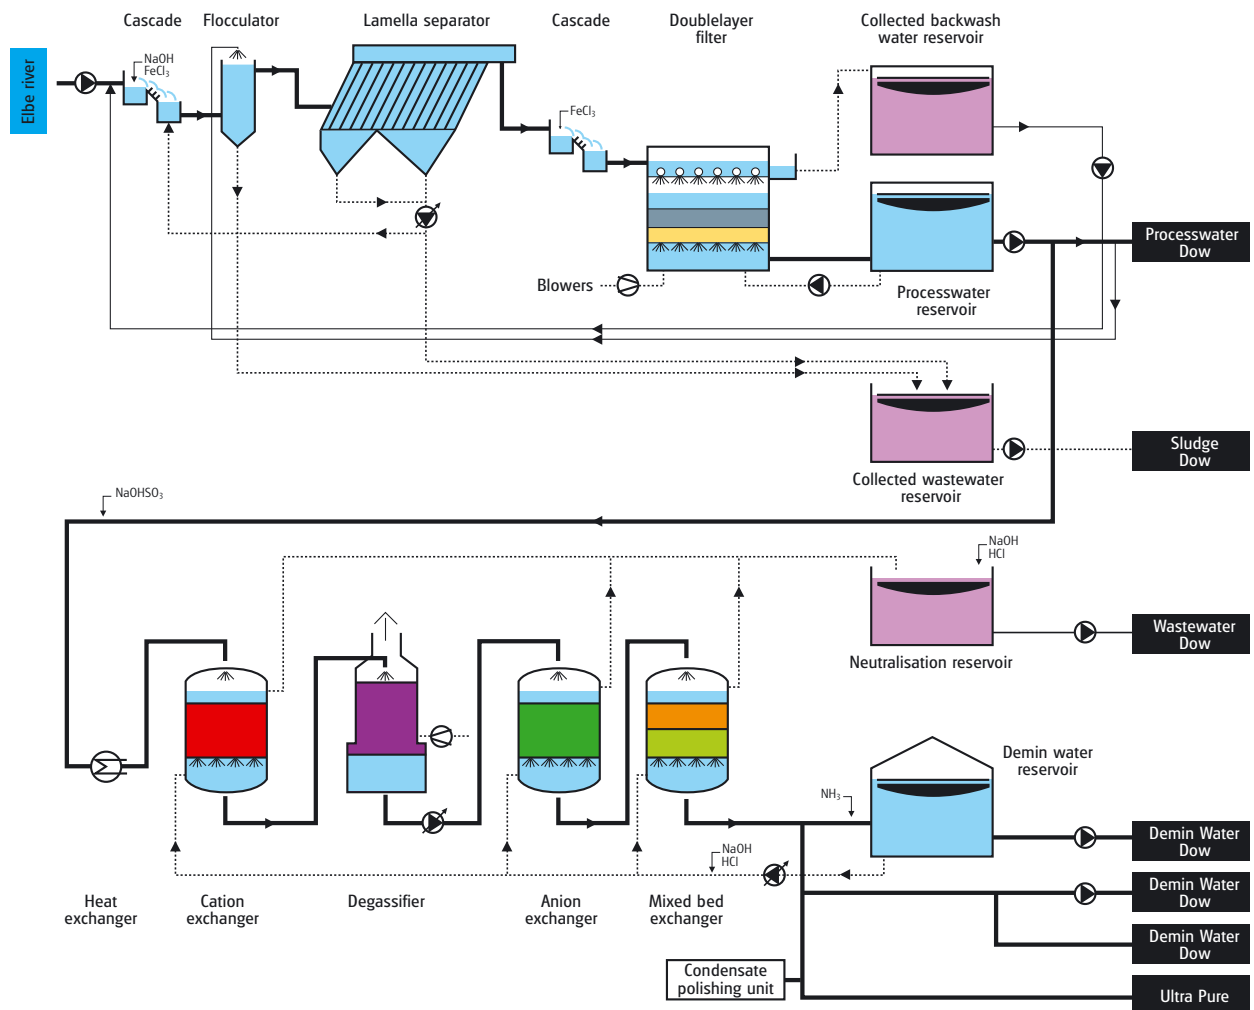 Cascade
Flocculator
Lamella separator
Cascade
Doublelayer
filter
Collected backwash
water reservoir
Elbe river
NaOH
FeCl₃
FeCl₃
Processwater
Dow
Blowers
Processwater
reservoir
Sludge
Dow
Collected wastewater
reservoir
NaOHSO₃
NaOH
HCl
Wastewater
Dow
Neutralisation reservoir
Demin water
reservoir
NH₃
Demin Water
Dow
NaOH
HCl
Demin Water
Dow
Heat
exchanger
Cation
exchanger
Degassifier
Anion
exchanger
Mixed bed
exchanger
Demin Water
Dow
Condensate
polishing unit
Ultra Pure